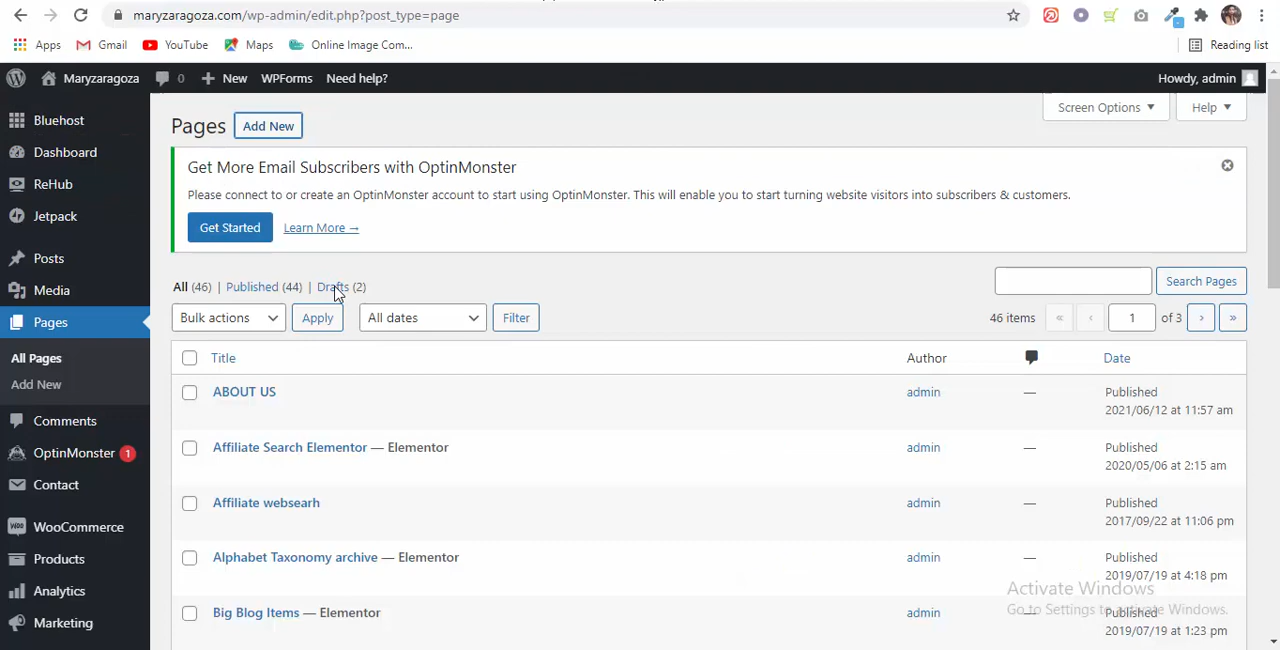 maryzaragoza.com/wp-admin/edit.php?post_type=page
Apps Gmail YouTube Maps Online Image Com... Reading list
Maryzaragoza 0 New WPForms Need help? Howdy, admin
Screen Options Help
Pages Add New
Get More Email Subscribers with OptinMonster
Please connect to or create an OptinMonster account to start using OptinMonster. This will enable you to start turning website visitors into subscribers & customers.
Get Started Learn More →
All (46) | Published (44) | Drafts (2)
Search Pages
Bulk actions Apply All dates Filter 46 items « ‹ 1 of 3 › »
Title Author Date
ABOUT US admin — Published
2021/06/12 at 11:57 am
Affiliate Search Elementor — Elementor admin — Published
2020/05/06 at 2:15 am
Affiliate websearh admin — Published
2017/09/22 at 11:06 pm
Alphabet Taxonomy archive — Elementor admin — Published
2019/07/19 at 4:18 pm
Big Blog Items — Elementor admin — Published
2019/07/19 at 1:23 pm
Bluehost
Dashboard
ReHub
Jetpack
Posts
Media
Pages
All Pages
Add New
Comments
OptinMonster 1
Contact
Woo WooCommerce
Products
Analytics
Marketing
Activate Windows
Go to Settings to activate Windows.